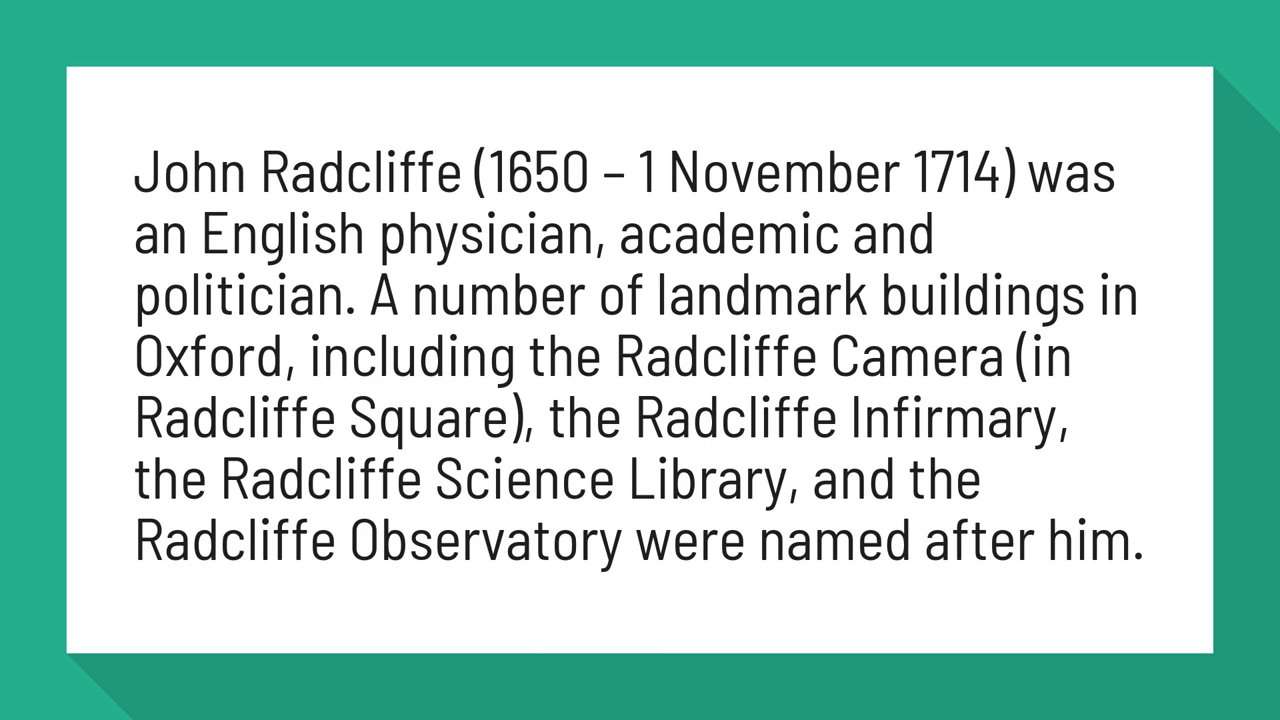 John Radcliffe (1650 – 1 November 1714) was
an English physician, academic and
politician. A number of landmark buildings in
Oxford, including the Radcliffe Camera (in
Radcliffe Square), the Radcliffe Infirmary,
the Radcliffe Science Library, and the
Radcliffe Observatory were named after him.